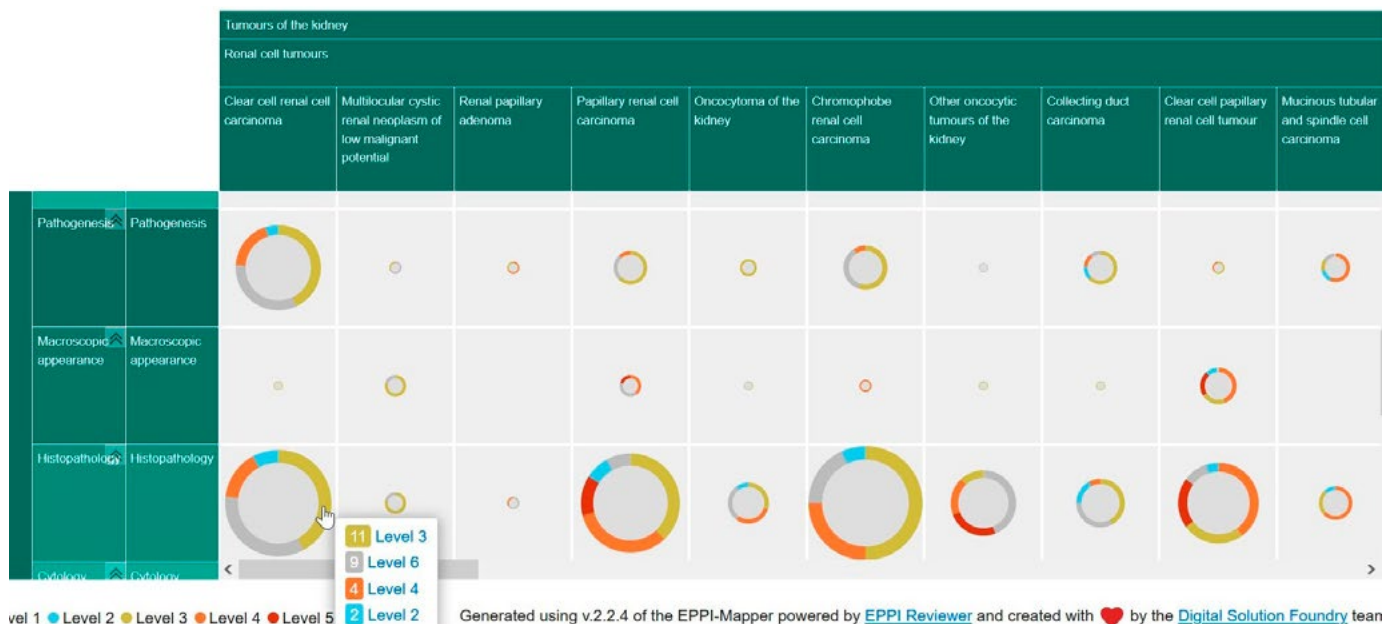 Tumours of the kidney
Renal cell tumours
Clear cell renal cell
carcinoma
Multilocular cystic
renal neoplasm of
low malignant
potential
Renal papillary
adenoma
Papillary renal cell
carcinoma
Oncocytoma of the
kidney
Chromophobe
renal cell
carcinoma
Other oncocytic
tumours of the
kidney
Collecting duct
carcinoma
Clear cell papillary
renal cell tumour
Mucinous tubular
and spindle cell
carcinoma
Pathogenesis
Pathogenesis
Macroscopic
appearance
Macroscopic
appearance
Histopathology
Histopathology
11 Level 3
9 Level 6
4 Level 4
2 Level 2
Cytology
Cytology
vel 1 Level 2 Level 3 Level 4 Level 5
Generated using v.2.2.4 of the EPPI-Mapper powered by EPPI Reviewer and created with ❤ by the Digital Solution Foundry team